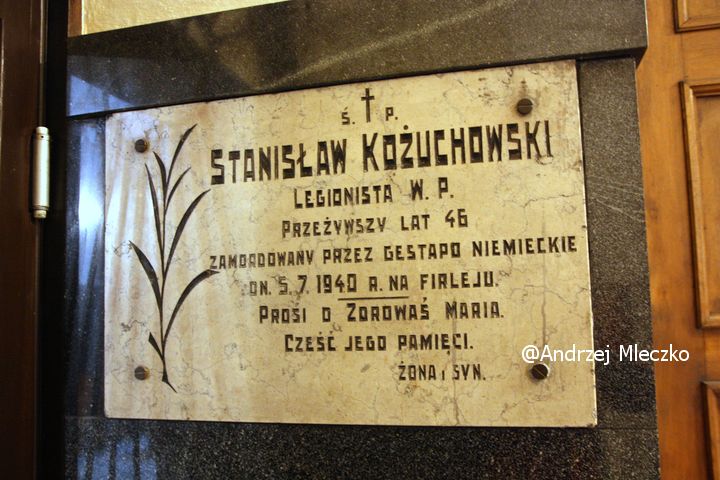 Ś. † P.
STANISŁAW KOŻUCHOWSKI
LEGIONISTA W. P.
PRZEŻYWSZY LAT 46
ZAMORDOWANY PRZEZ GESTAPO NIEMIECKIE
DN. 5. 7. 1940 R. NA FIRLEJU.
PROSI O ZDROWAŚ MARIA.
CZEŚĆ JEGO PAMIĘCI.
ŻONA i SYN.
@Andrzej Mleczko